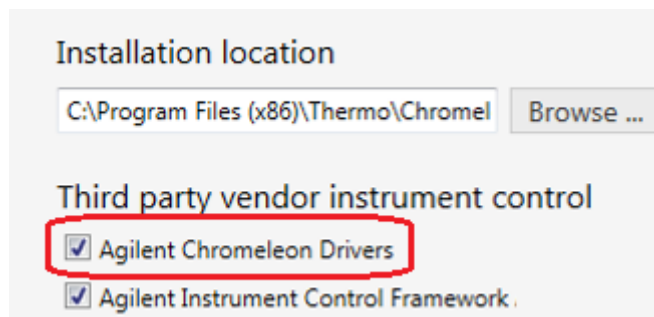 Installation location
C:\Program Files (x86)\Thermo\Chromel
Browse ...
Third party vendor instrument control
Agilent Chromeleon Drivers
Agilent Instrument Control Framework .